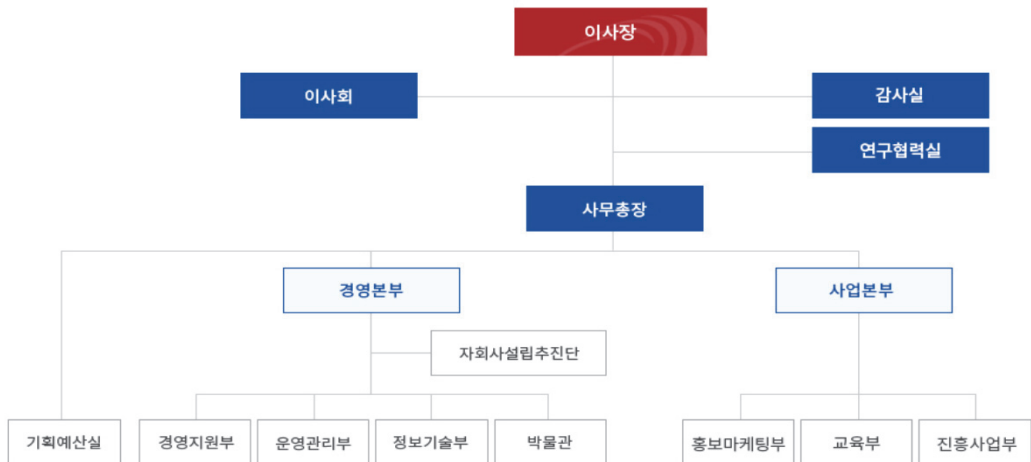 이사장
이사회
감사실
연구협력실
사무총장
경영본부
사업본부
자회사설립추진단
기획예산실
경영지원부
운영관리부
정보기술부
박물관
홍보마케팅부
교육부
진흥사업부